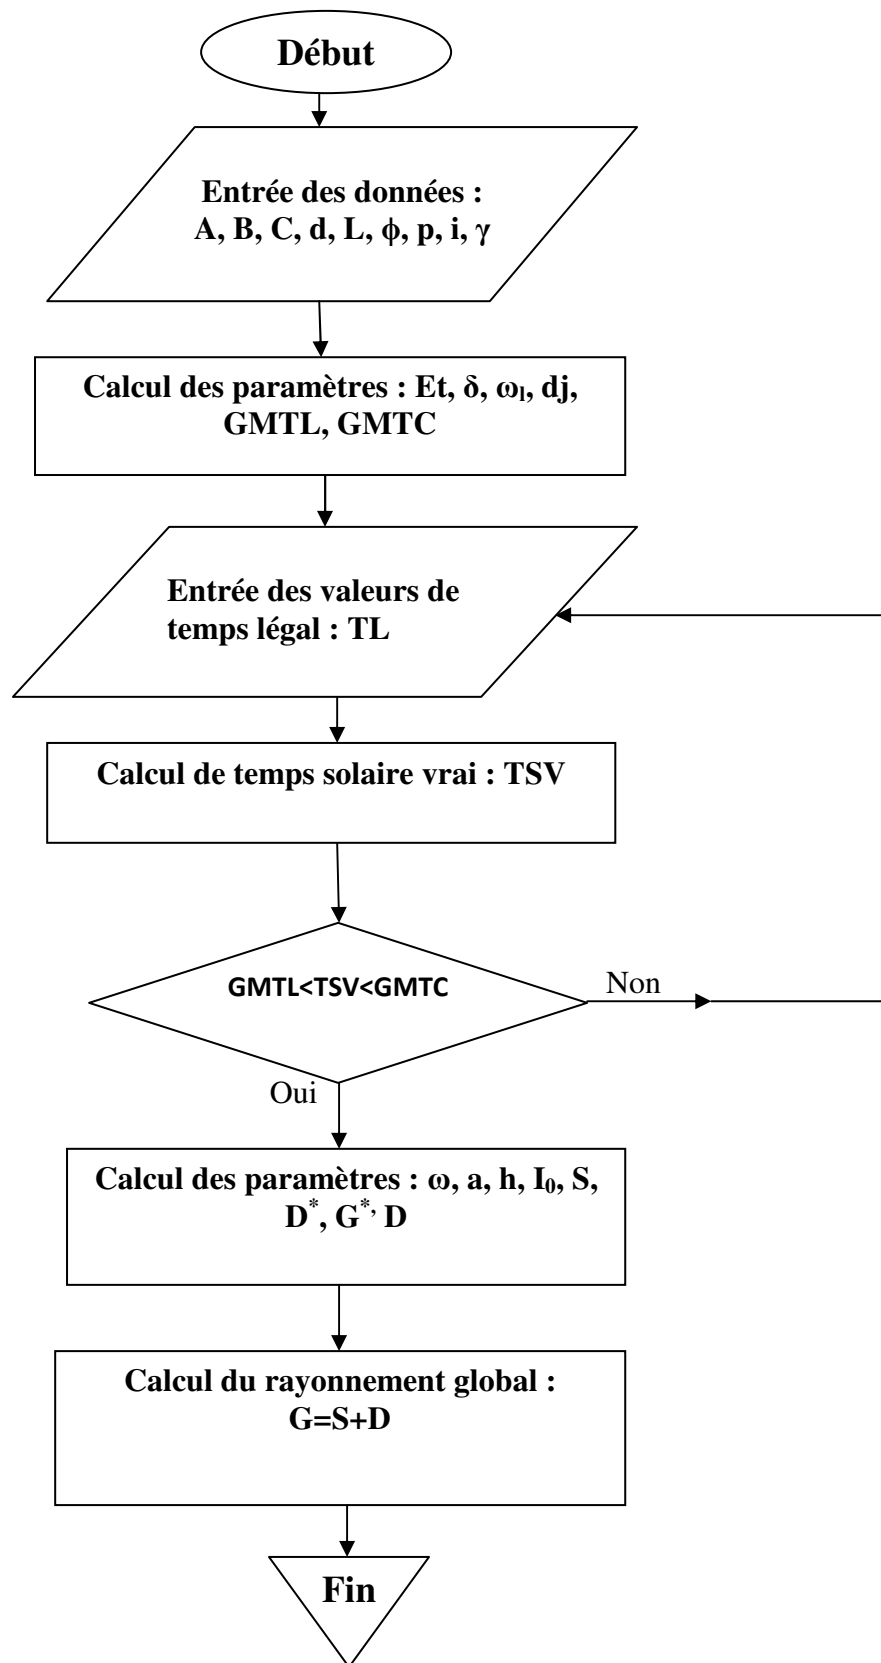 Début
Entrée des données :
A, B, C, d, L, ϕ, p, i, γ
Calcul des paramètres : Et, δ, ωₗ, dj,
GMTL, GMTC
Entrée des valeurs de
temps légal : TL
Calcul de temps solaire vrai : TSV
GMTL<TSV<GMTC
Non
Oui
Calcul des paramètres : ω, a, h, I₀, S,
D*, G*, D
Calcul du rayonnement global :
G=S+D
Fin